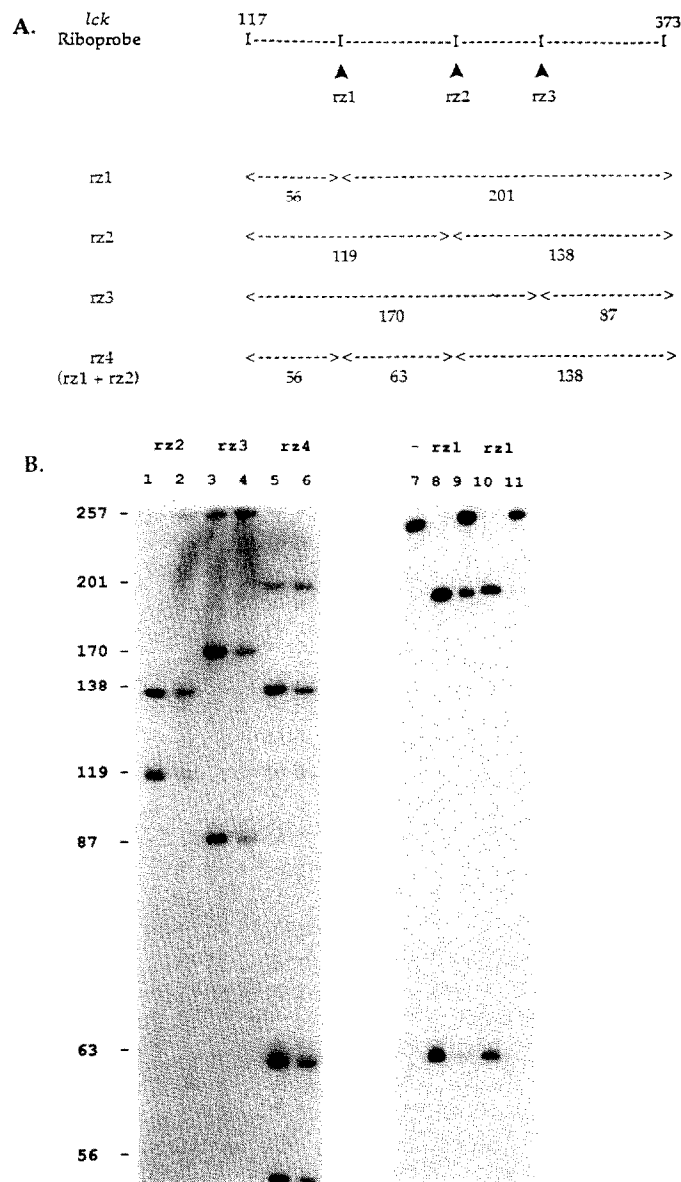 A.
lck
Riboprobe
117
373
rz1 rz2 rz3
rz1
56 201
rz2
119 138
rz3
170 87
rz4
(rz1 + rz2)
56 63 138
B.
rz2 rz3 rz4 - rz1 rz1
1 2 3 4 5 6 7 8 9 10 11
257 -
201 -
170 -
138 -
119 -
87 -
63 -
56 -